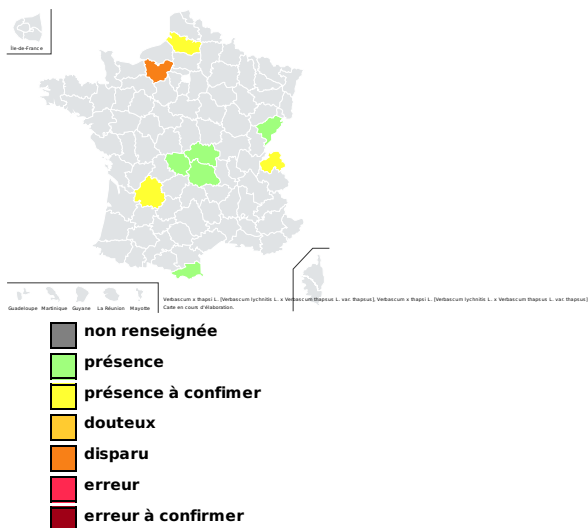 Île-de-France
Guadeloupe Martinique Guyane La Réunion Mayotte
Verbascum x thapsi L. [Verbascum lychnitis L. x Verbascum thapsus L. var. thapsus], Verbascum x thapsi L. [Verbascum lychnitis L. x Verbascum thapsus L. var. thapsus]
Carte en cours d'élaboration.
non renseignée
présence
présence à confimer
douteux
disparu
erreur
erreur à confirmer